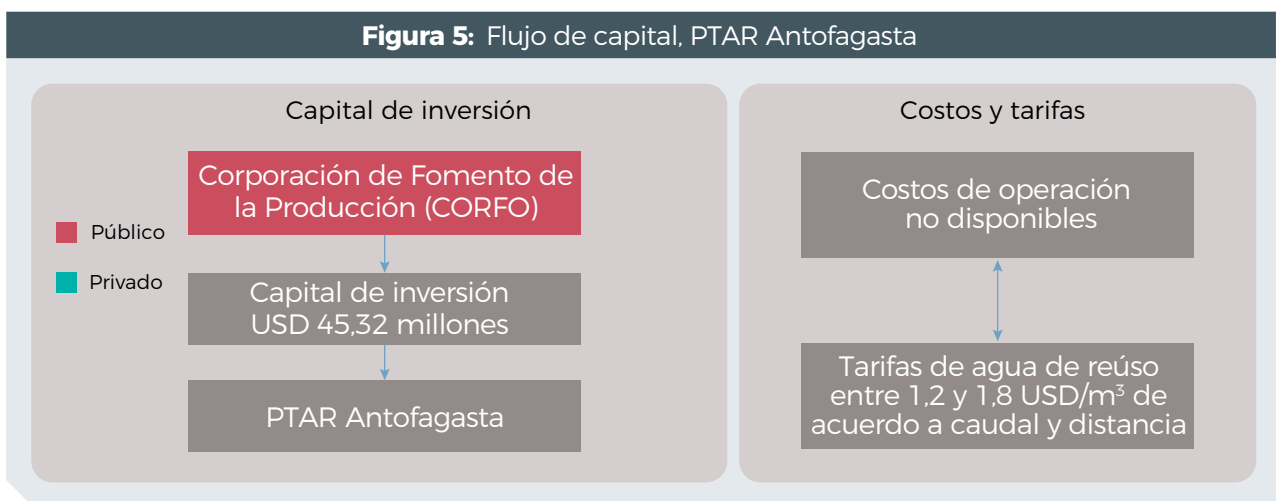 Figura 5: Flujo de capital, PTAR Antofagasta
Capital de inversión
Corporación de Fomento de
la Producción (CORFO)
Público
Privado
Capital de inversión
USD 45,32 millones
PTAR Antofagasta
Costos y tarifas
Costos de operación
no disponibles
Tarifas de agua de reúso
entre 1,2 y 1,8 USD/m³ de
acuerdo a caudal y distancia